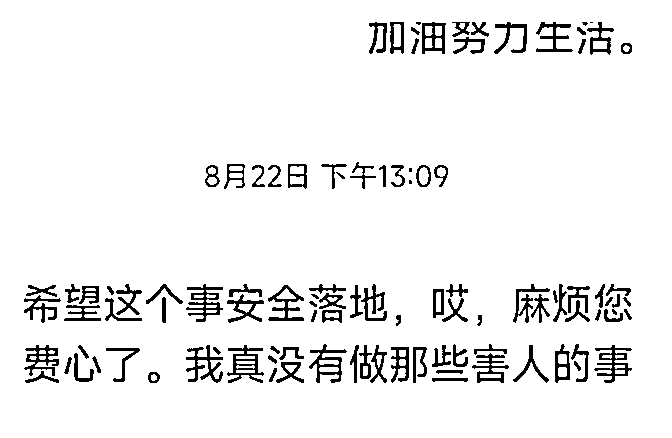 加油努力生活。
8月22日 下午13:09
希望这个事安全落地，哎，麻烦您
费心了。我真没有做那些害人的事